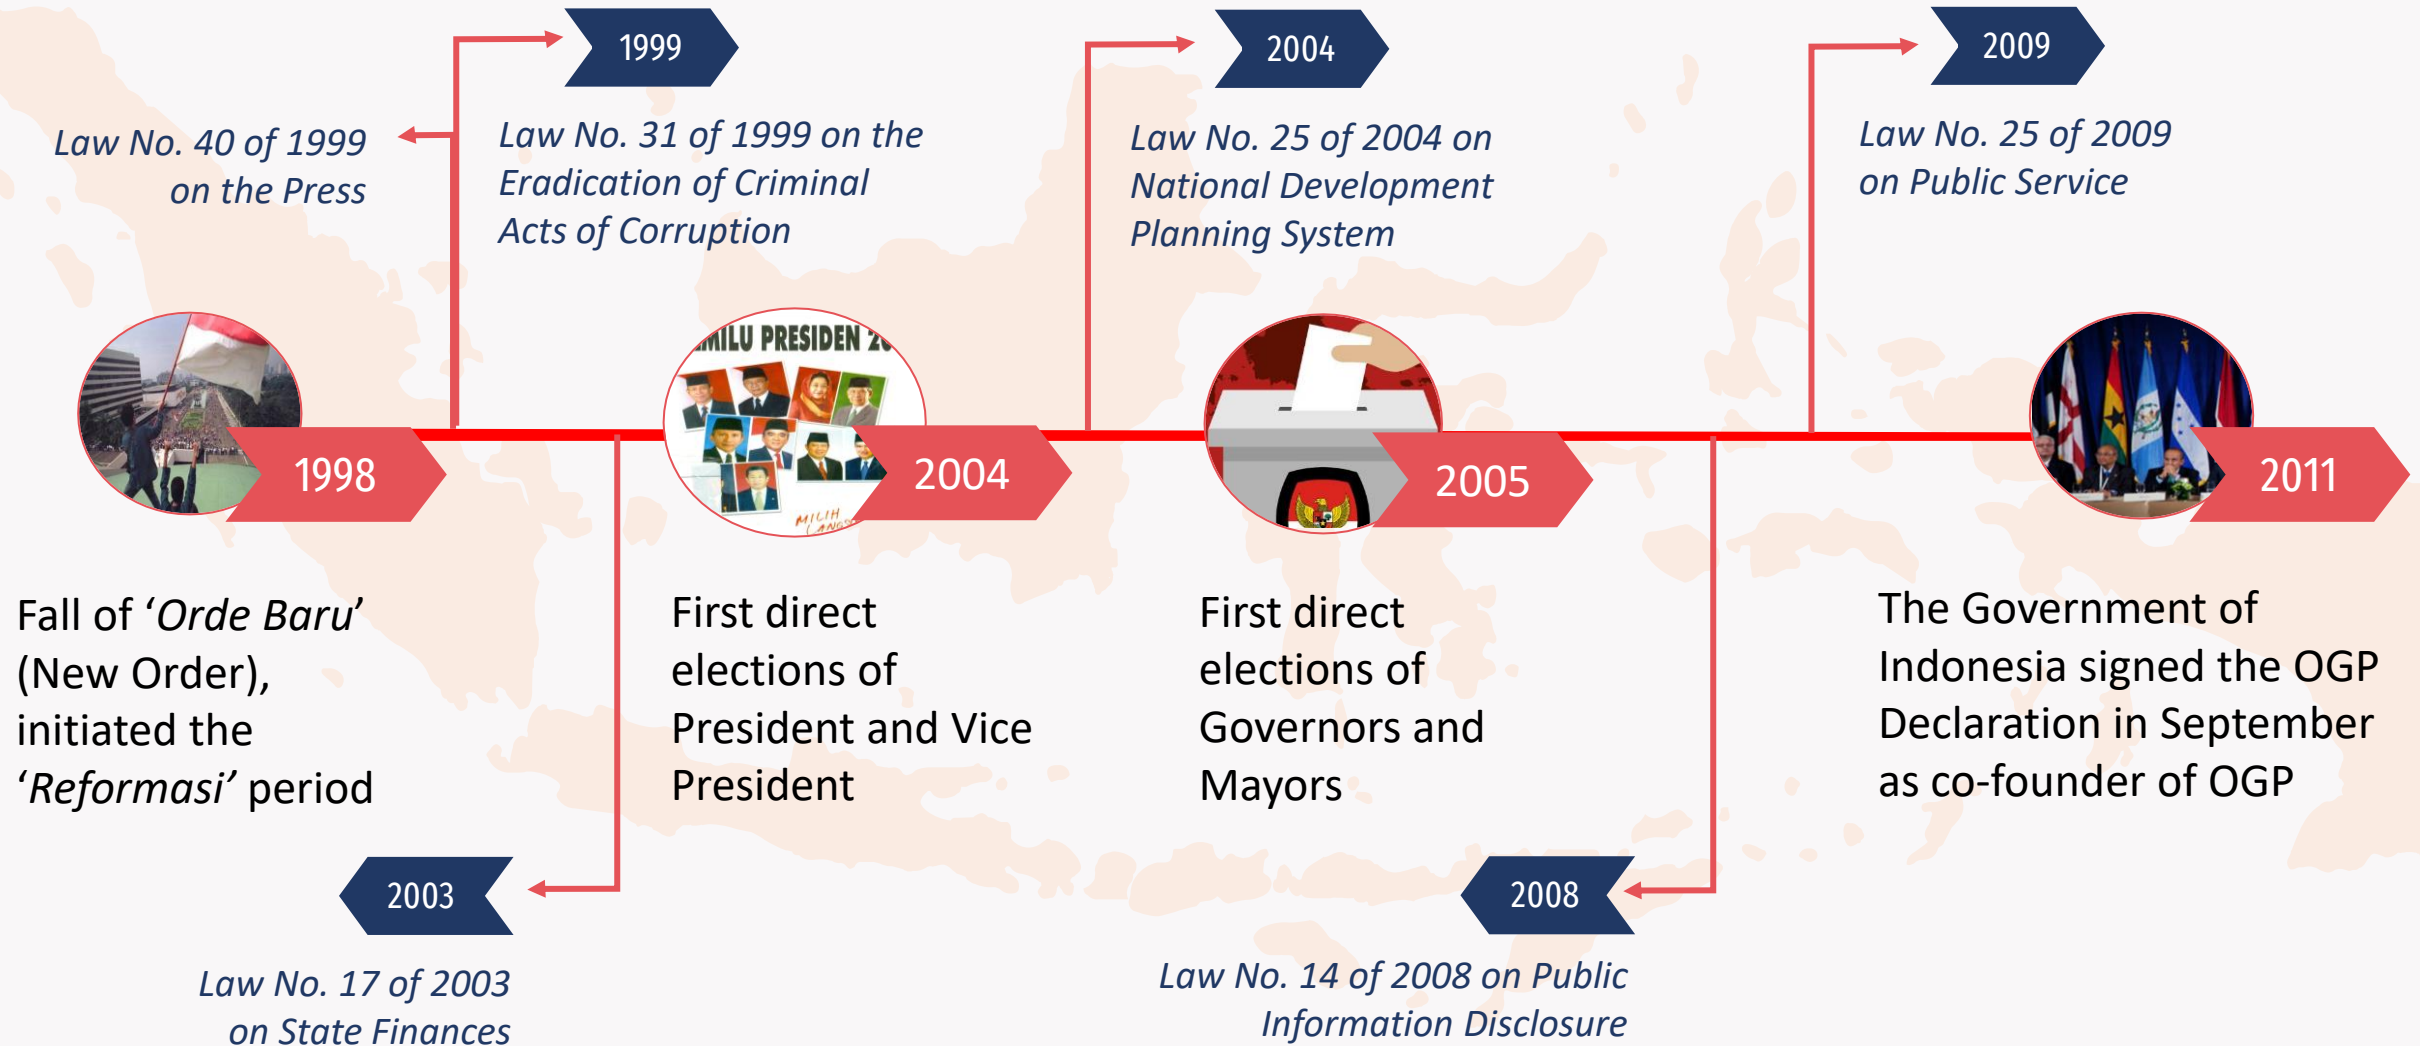 1999
Law No. 40 of 1999
on the Press
Law No. 31 of 1999 on the
Eradication of Criminal
Acts of Corruption
2004
Law No. 25 of 2004 on
National Development
Planning System
2009
Law No. 25 of 2009
on Public Service
1998
Fall of ‘Orde Baru’
(New Order),
initiated the
‘Reformasi’ period
PRESIDEN
MILIH
2004
First direct
elections of
President and Vice
President
2005
First direct
elections of
Governors and
Mayors
2011
The Government of
Indonesia signed the OGP
Declaration in September
as co-founder of OGP
2003
Law No. 17 of 2003
on State Finances
2008
Law No. 14 of 2008 on Public
Information Disclosure